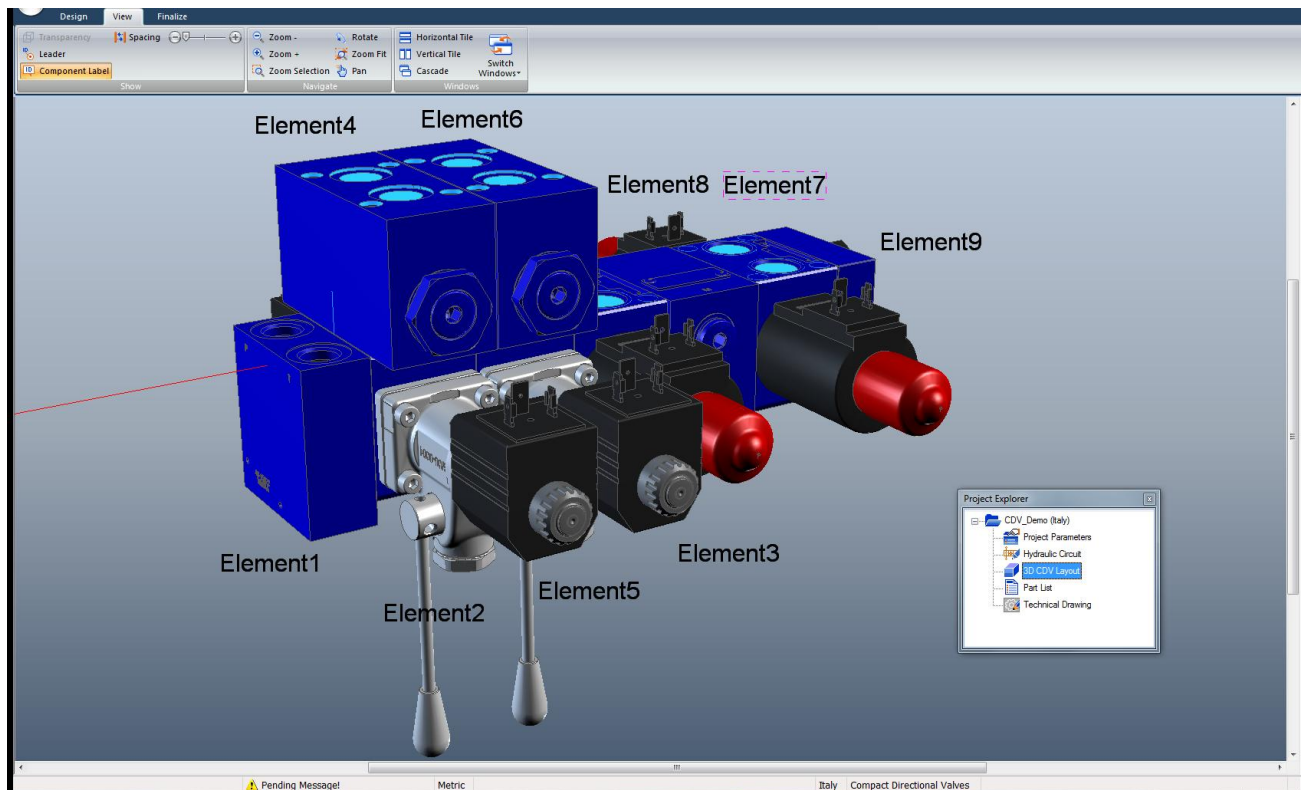 Design View Finalize
Transparency Spacing Zoom - Rotate Horizontal Tile
Leader Zoom + Zoom Fit Vertical Tile Switch
Component Label Zoom Selection Pan Cascade Windows
Show Navigate Windows
Element4 Element6
Element8 Element7
Element9
P T
Element1 Element3
Element2 Element5
Project Explorer
CDV_Demo (Italy)
Project Parameters
Hydraulic Circuit
3D CDV Layout
Part List
Technical Drawing
Pending Message! Metric Italy Compact Directional Valves